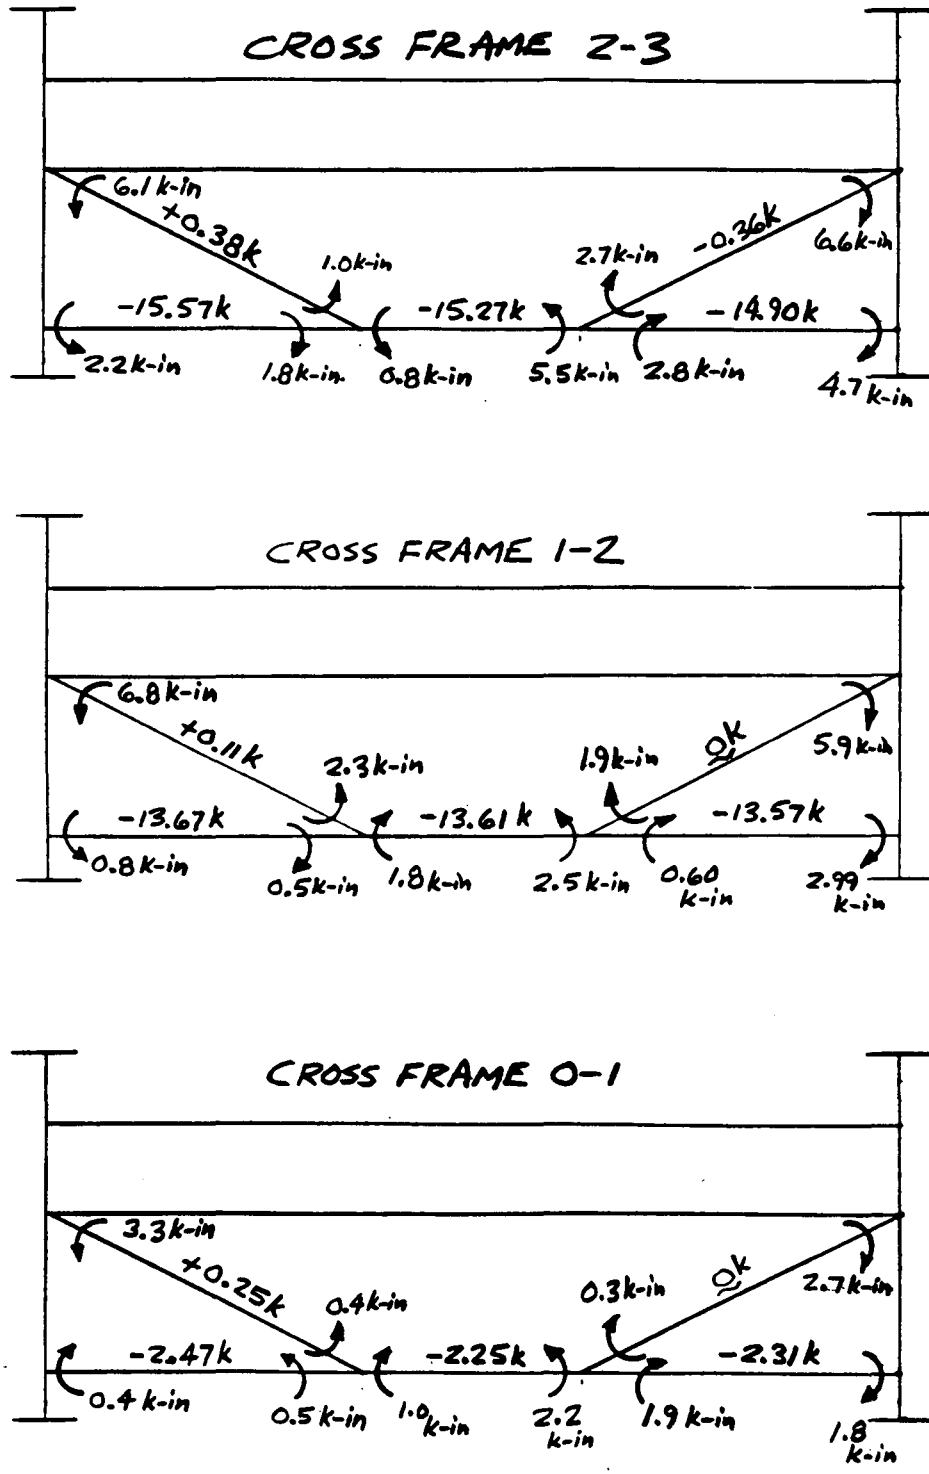 CROSS FRAME 2-3
6.1 k-in
+0.38k
-0.36k
6.6k-in
1.0k-in
2.7k-in
-15.57k
-15.27k
-14.90k
2.2k-in
1.8k-in.
0.8k-in
5.5k-in
2.8k-in
4.7 k-in
CROSS FRAME 1-2
6.8k-in
+0.11k
0k
5.9k-in
2.3k-in
1.9k-in
-13.67k
-13.61k
-13.57k
0.8k-in
0.5k-in
1.8k-in
2.5k-in
0.60
k-in
2.99
k-in
CROSS FRAME 0-1
3.3k-in
+0.25k
0k
2.7k-in
0.4k-in
0.3k-in
-2.47k
-2.25k
-2.31k
0.4k-in
0.5k-in
1.0
k-in
2.2
k-in
1.9k-in
1.8
k-in